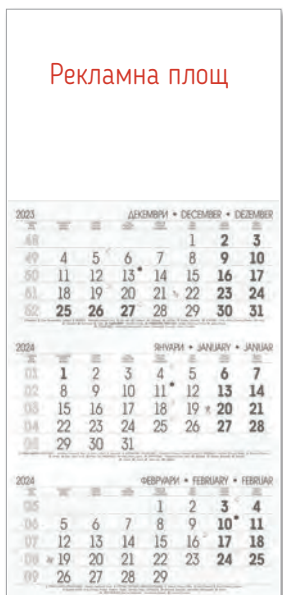 Рекламна площ
2023 ДЕКЕМВРИ • DECEMBER • DEZEMBER
48 1 2 3
49 4 5 6 7 8 9 10
50 11 12 13 14 15 16 17
51 18 19 20 21 22 23 24
52 25 26 27 28 29 30 31
2024 ЯНУАРИ • JANUARY • JANUAR
01 1 2 3 4 5 6 7
02 8 9 10 11 12 13 14
03 15 16 17 18 19 20 21
04 22 23 24 25 26 27 28
05 29 30 31
2024 ФЕВРУАРИ • FEBRUARY • FEBRUAR
05 1 2 3 4
06 5 6 7 8 9 10 11
07 12 13 14 15 16 17 18
08 19 20 21 22 23 24 25
09 26 27 28 29